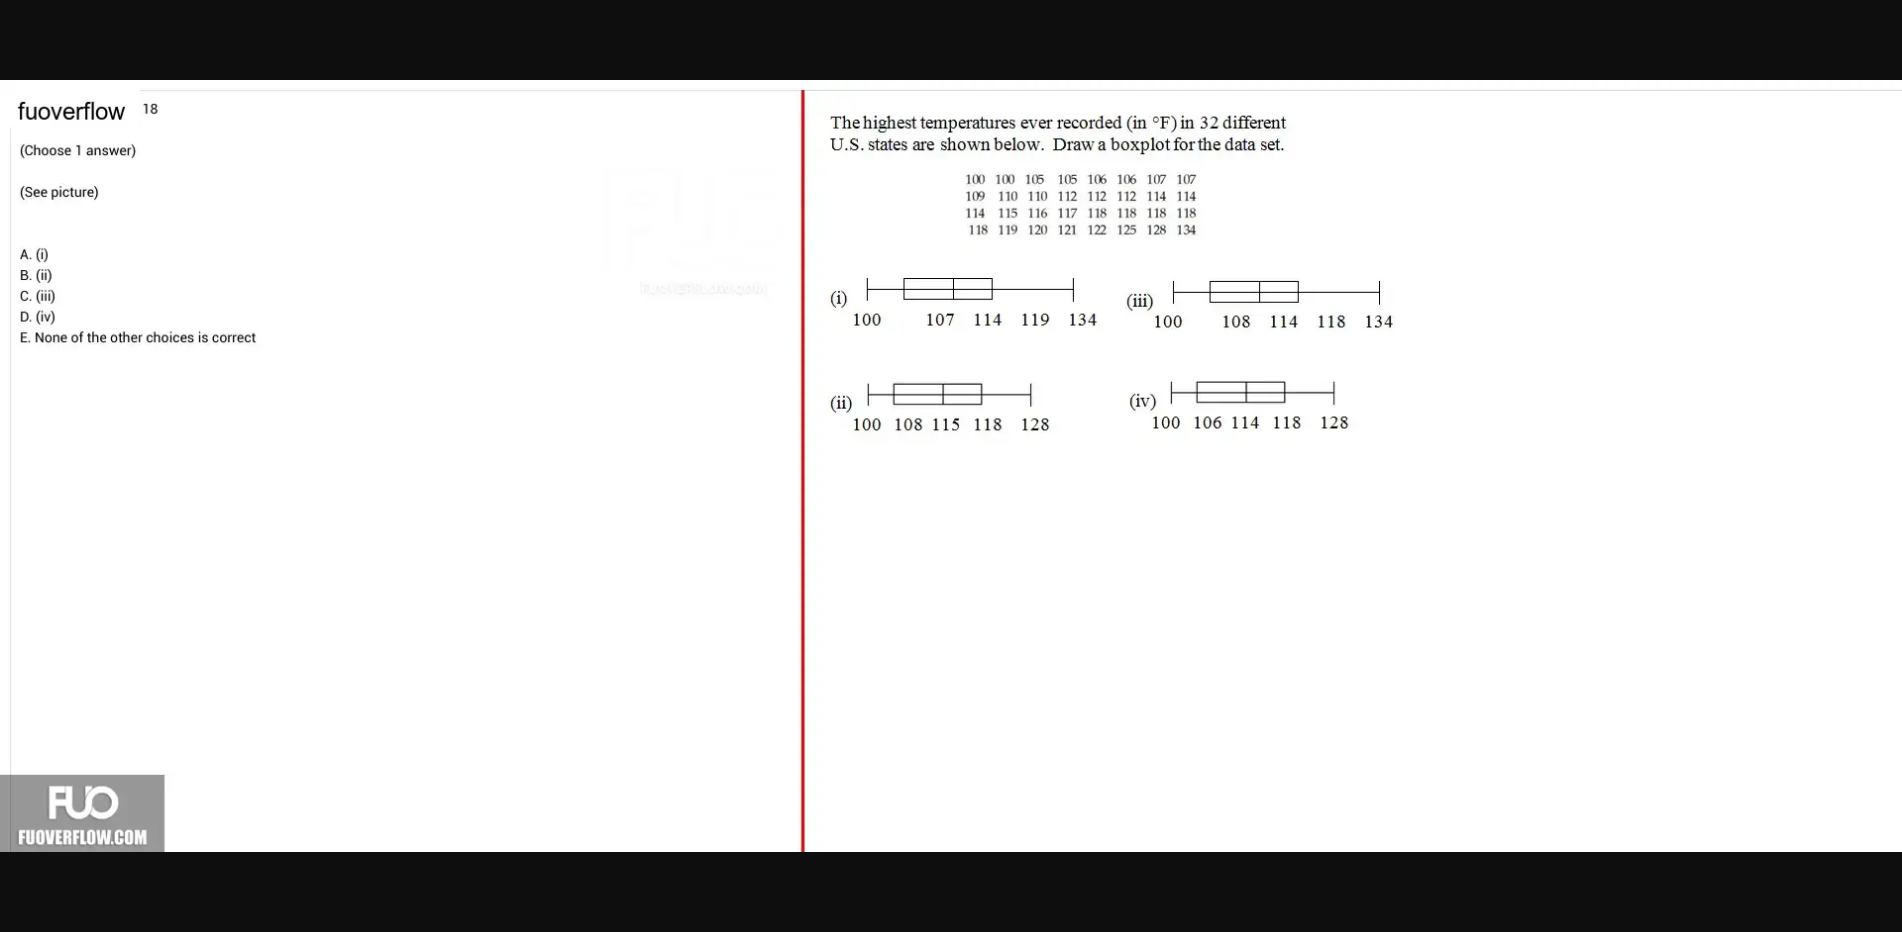 fuoverflow 18
(Choose 1 answer)
(See picture)
A. (i)
B. (ii)
C. (iii)
D. (iv)
E. None of the other choices is correct
The highest temperatures ever recorded (in °F) in 32 different
U.S. states are shown below. Draw a boxplot for the data set.
100 100 105 105 106 106 107 107
109 110 110 112 112 112 114 114
114 115 116 117 118 118 118 118
118 119 120 121 122 125 128 134
(i)
100 107 114 119 134
(iii)
100 108 114 118 134
(ii)
100 108 115 118 128
(iv)
100 106 114 118 128
FUOVERFLOW.COM
FUO
FUOVERFLOW.COM